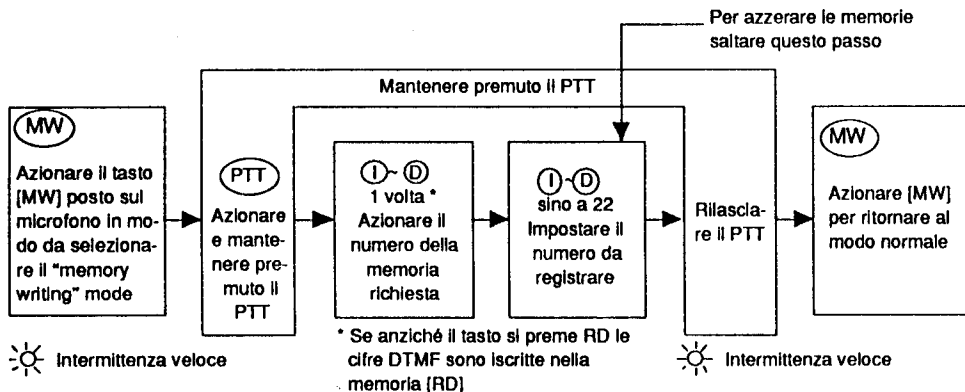 Per azzerare le memorie
saltare questo passo
Mantenere premuto il PTT
MW
Azionare il tasto
[MW] posto sul
microfono in mo-
do da seleziona-
re il "memory
writing" mode
PTT
Azionare
e mante-
nere pre-
muto il
PTT
I ~ D
1 volta *
Azionare il
numero della
memoria
richiesta
I ~ D
sino a 22
Impostare il
numero da
registrare
Rilascia-
re il PTT
MW
Azionare [MW]
per ritornare al
modo normale
Intermittenza veloce
* Se anziché il tasto si preme RD le
cifre DTMF sono iscritte nella
memoria [RD]
Intermittenza veloce